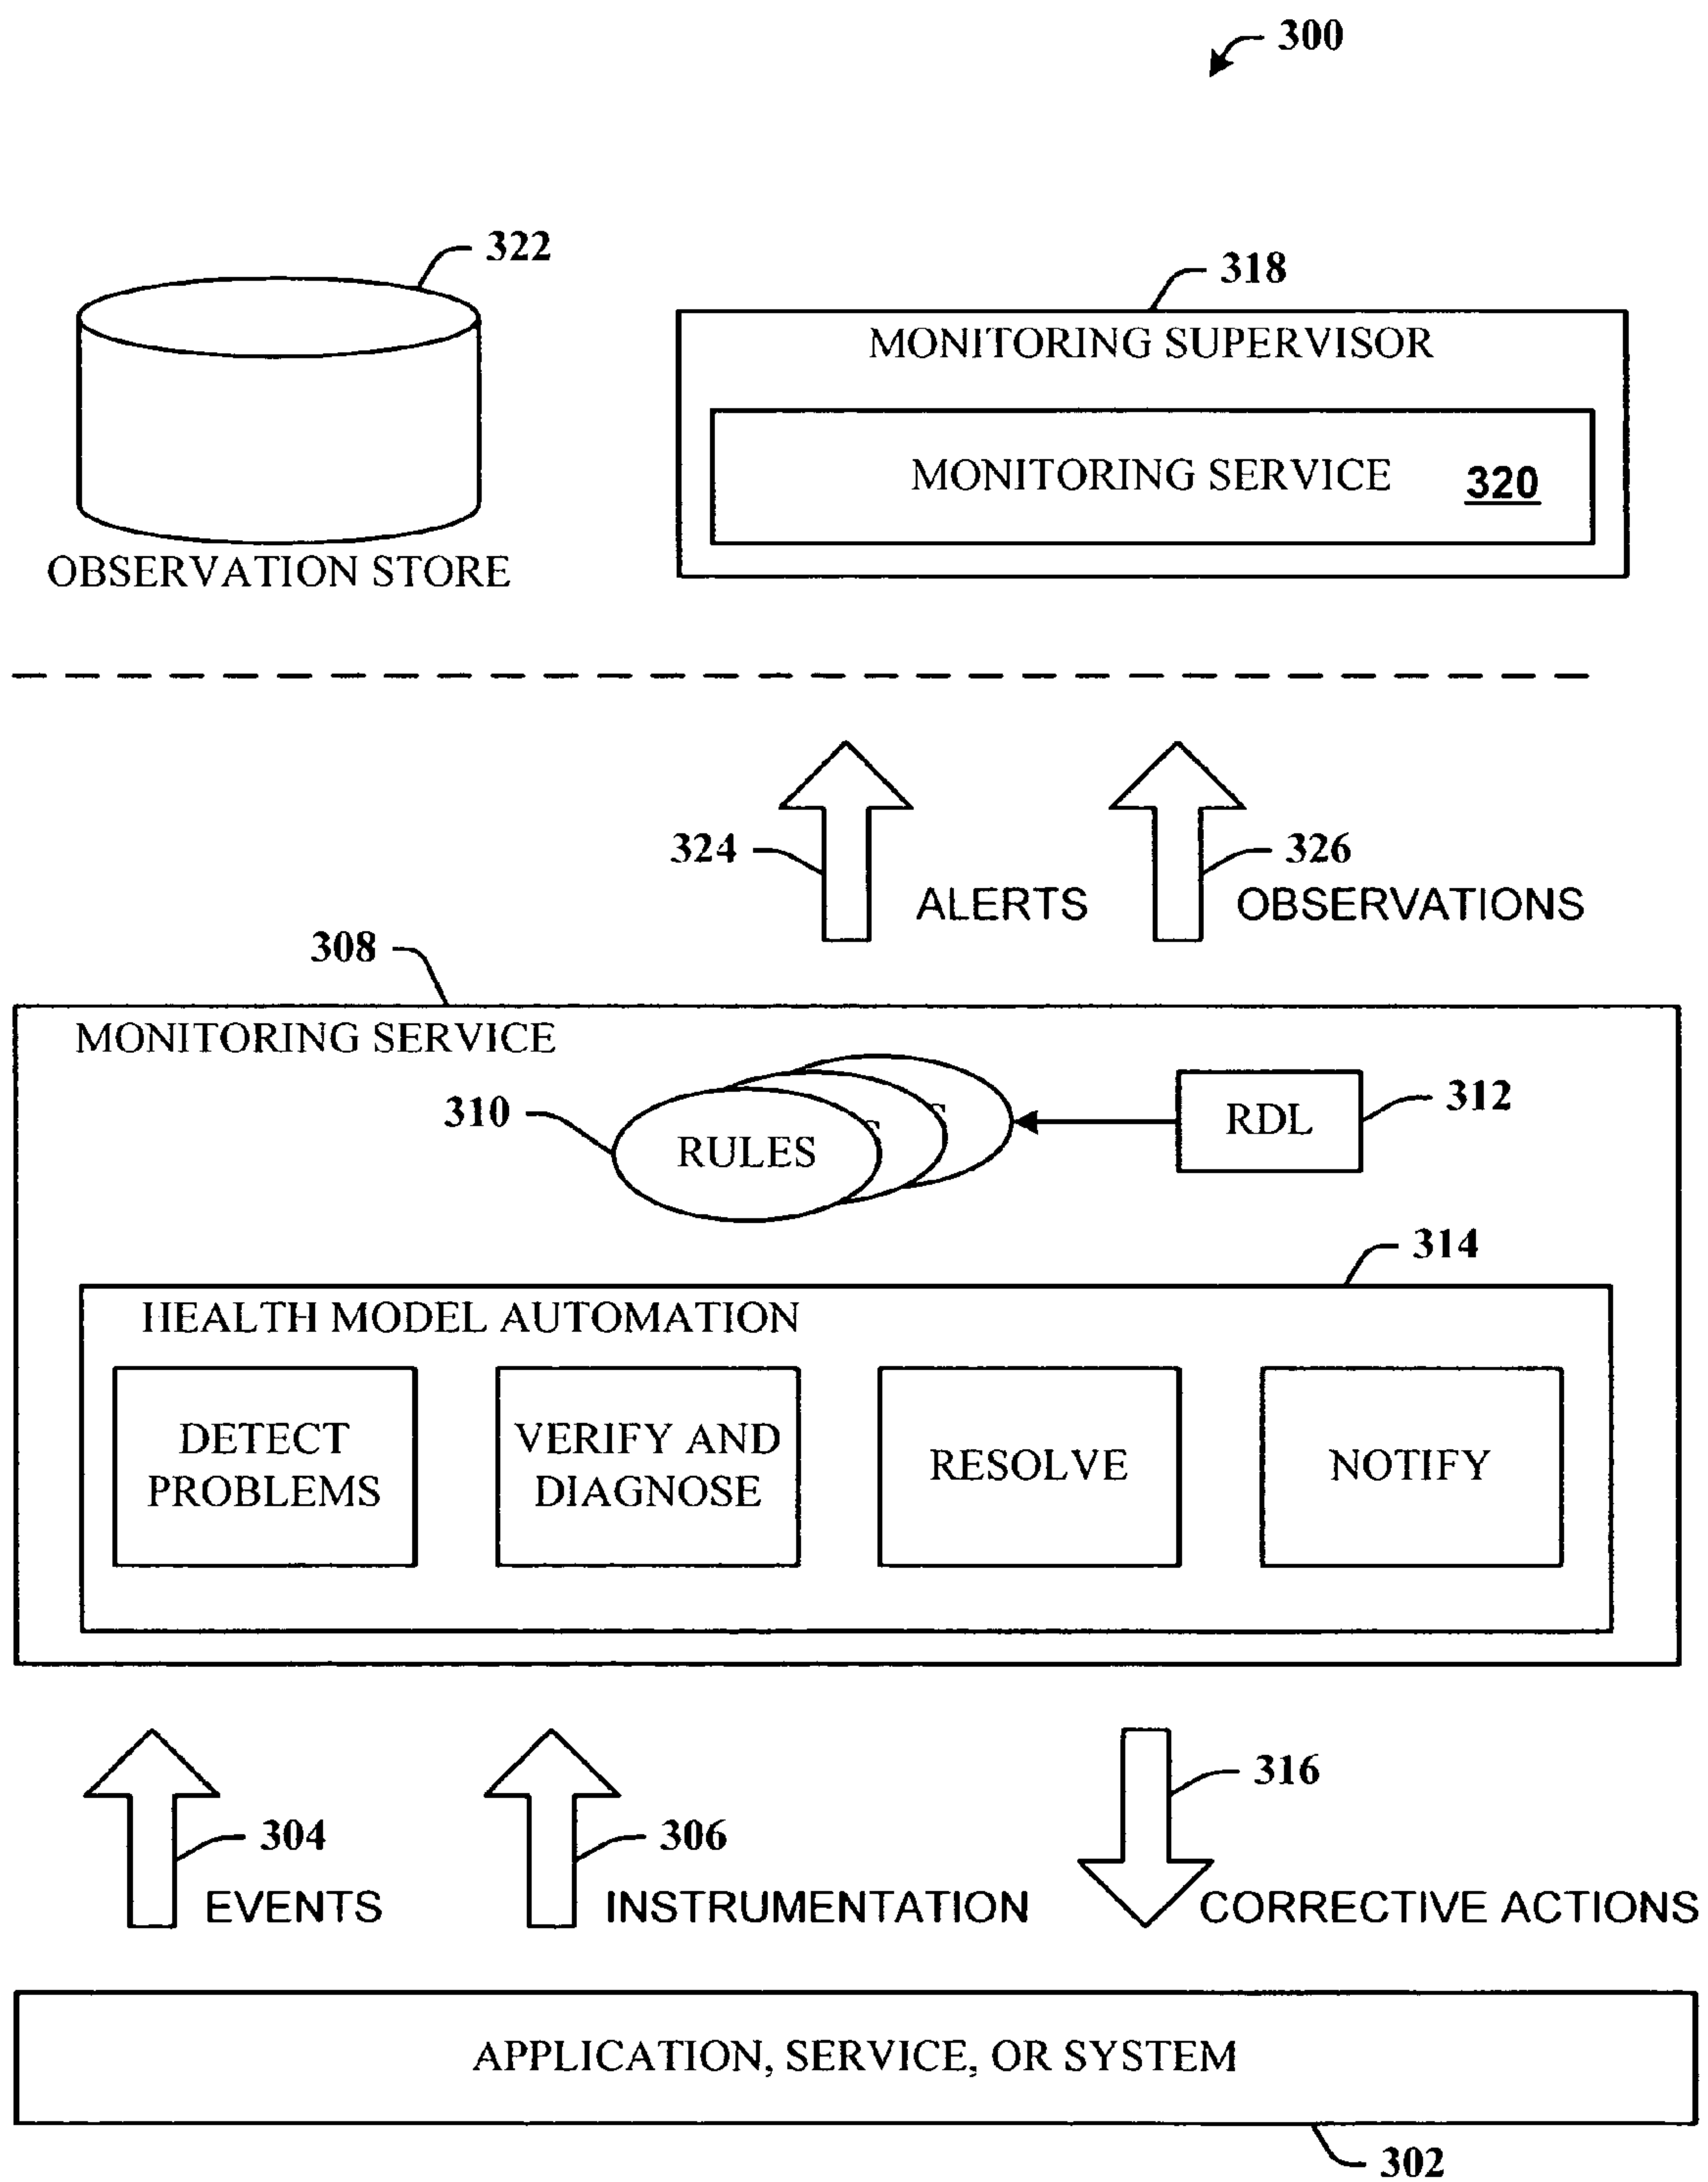 300
322
318
MONITORING SUPERVISOR
MONITORING SERVICE 320
OBSERVATION STORE
324
326
ALERTS
OBSERVATIONS
308
MONITORING SERVICE
310
RULES
S
S
RDL
312
314
HEALTH MODEL AUTOMATION
DETECT
PROBLEMS
VERIFY AND
DIAGNOSE
RESOLVE
NOTIFY
304
EVENTS
306
INSTRUMENTATION
316
CORRECTIVE ACTIONS
APPLICATION, SERVICE, OR SYSTEM
302